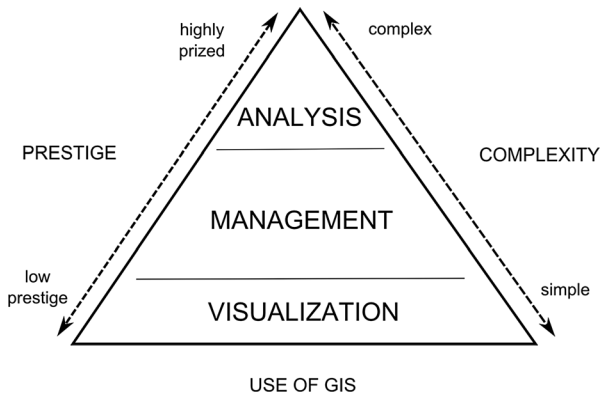 highly
prized
complex
ANALYSIS
PRESTIGE
COMPLEXITY
MANAGEMENT
low
prestige
simple
VISUALIZATION
USE OF GIS